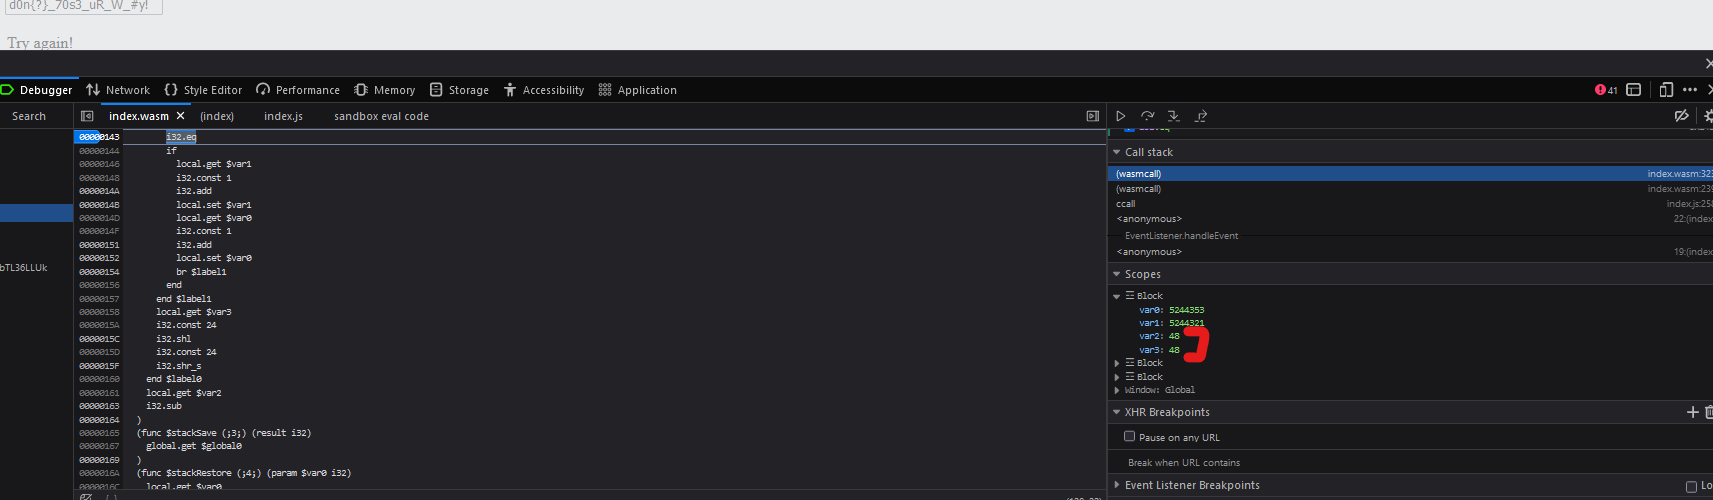 d0n{?}_70s3_uR_W_#y!
Try again!
Debugger Network Style Editor Performance Memory Storage Accessibility Application 41
Search
index.wasm (index) index.js sandbox eval code
bTL36LLUk
00000143 i32.eq
00000144 if
00000146 local.get $var1
00000148 i32.const 1
0000014A i32.add
0000014B local.set $var1
0000014D local.get $var0
0000014F i32.const 1
00000151 i32.add
00000152 local.set $var0
00000154 br $label1
00000156 end
00000157 end $label1
00000158 local.get $var3
0000015A i32.const 24
0000015C i32.shl
0000015D i32.const 24
0000015F i32.shr_s
00000160 end $label0
00000161 local.get $var2
00000163 i32.sub
00000164 )
00000165 (func $stackSave (;3;) (result i32)
00000167 global.get $global0
00000169 )
0000016A (func $stackRestore (;4;) (param $var0 i32)
0000016C local.get $var0
Call stack
(wasmcall) index.wasm:323
(wasmcall) index.wasm:239
ccall index.js:258
<anonymous> 22:(index
EventListener.handleEvent
<anonymous> 19:(index
Scopes
Block
var0: 5244353
var1: 5244321
var2: 48
var3: 48
Block
Block
Window: Global
XHR Breakpoints
Pause on any URL
Break when URL contains
Event Listener Breakpoints Lo